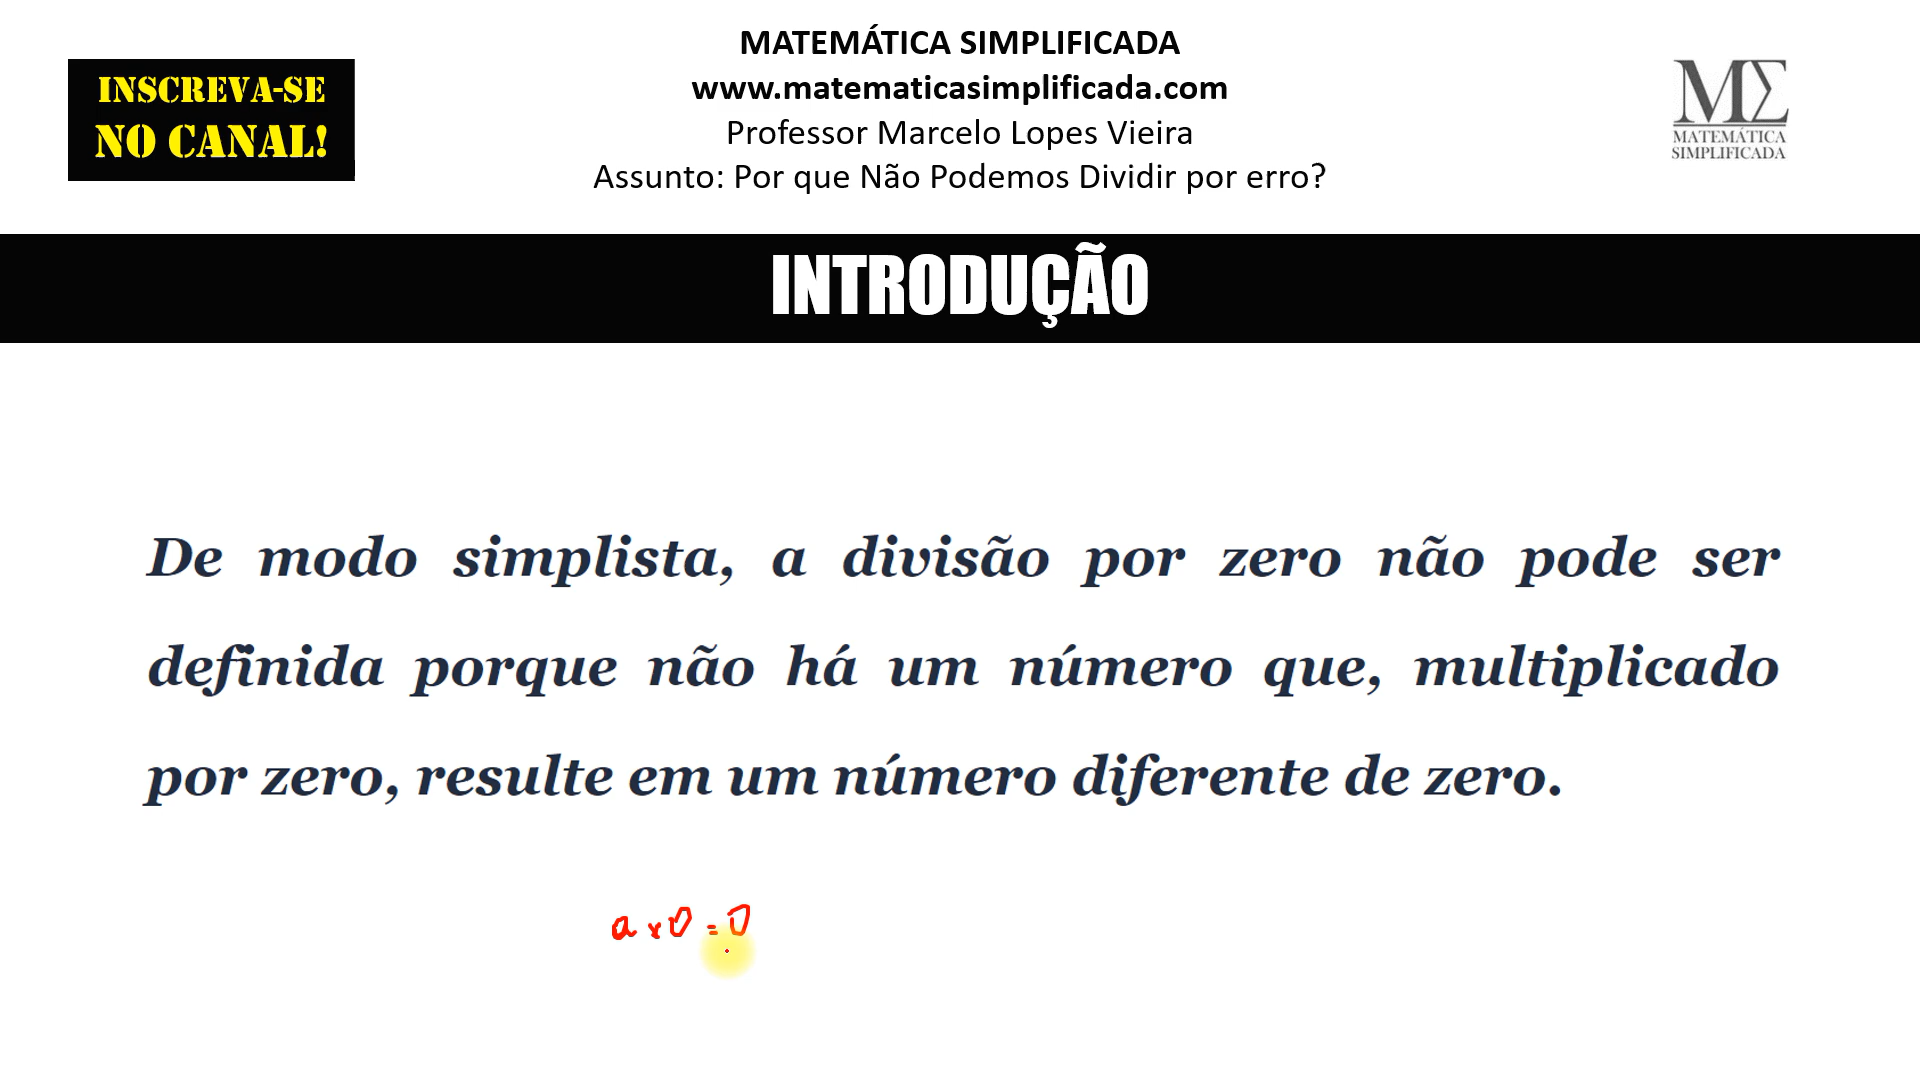 MATEMÁTICA SIMPLIFICADA
www.matematicasimplificada.com
Professor Marcelo Lopes Vieira
Assunto: Por que Não Podemos Dividir por erro?
INSCREVA-SE
NO CANAL!
MΣ
MATEMÁTICA
SIMPLIFICADA
INTRODUÇÃO
De modo simplista, a divisão por zero não pode ser
definida porque não há um número que, multiplicado
por zero, resulte em um número diferente de zero.
a x 0 = 0